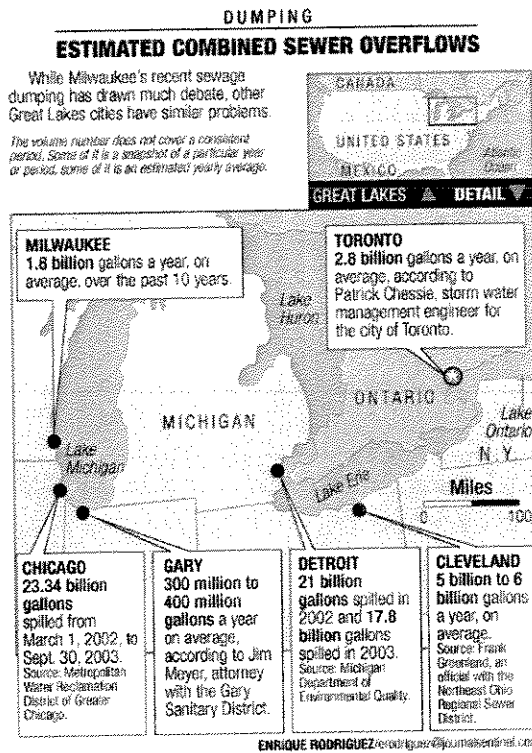 DUMPING
ESTIMATED COMBINED SEWER OVERFLOWS
While Milwaukee's recent sewage
dumping has drawn much debate, other
Great Lakes cities have similar problems.
The volume number does not cover a consistent
period. Some of it is a snapshot of a particular year
or period, some of it is an estimated yearly average.
CANADA
UNITED STATES
MEXICO
Atlantic
Ocean
GREAT LAKES DETAIL
MILWAUKEE
1.8 billion gallons a year, on
average, over the past 10 years.
TORONTO
2.8 billion gallons a year, on
average, according to
Patrick Chessie, storm water
management engineer for
the city of Toronto.
Lake
Huron
ONTARIO
MICHIGAN
Lake
Ontario
Lake
Michigan
N. Y.
Lake Erie
Miles
0 100
CHICAGO
23.34 billion
gallons
spilled from
March 1, 2002, to
Sept. 30, 2003.
Source: Metropolitan
Water Reclamation
District of Greater
Chicago.
GARY
300 million to
400 million
gallons a year
on average,
according to Jim
Meyer, attorney
with the Gary
Sanitary District.
DETROIT
21 billion
gallons spilled in
2002 and 17.8
billion gallons
spilled in 2003.
Source: Michigan
Department of
Environmental Quality.
CLEVELAND
5 billion to 6
billion gallons
a year, on
average.
Source: Frank
Greenland, an
official with the
Northeast Ohio
Regional Sewer
District.
ENRIQUE RODRIGUEZ/erodriguez@journalsentinel.com